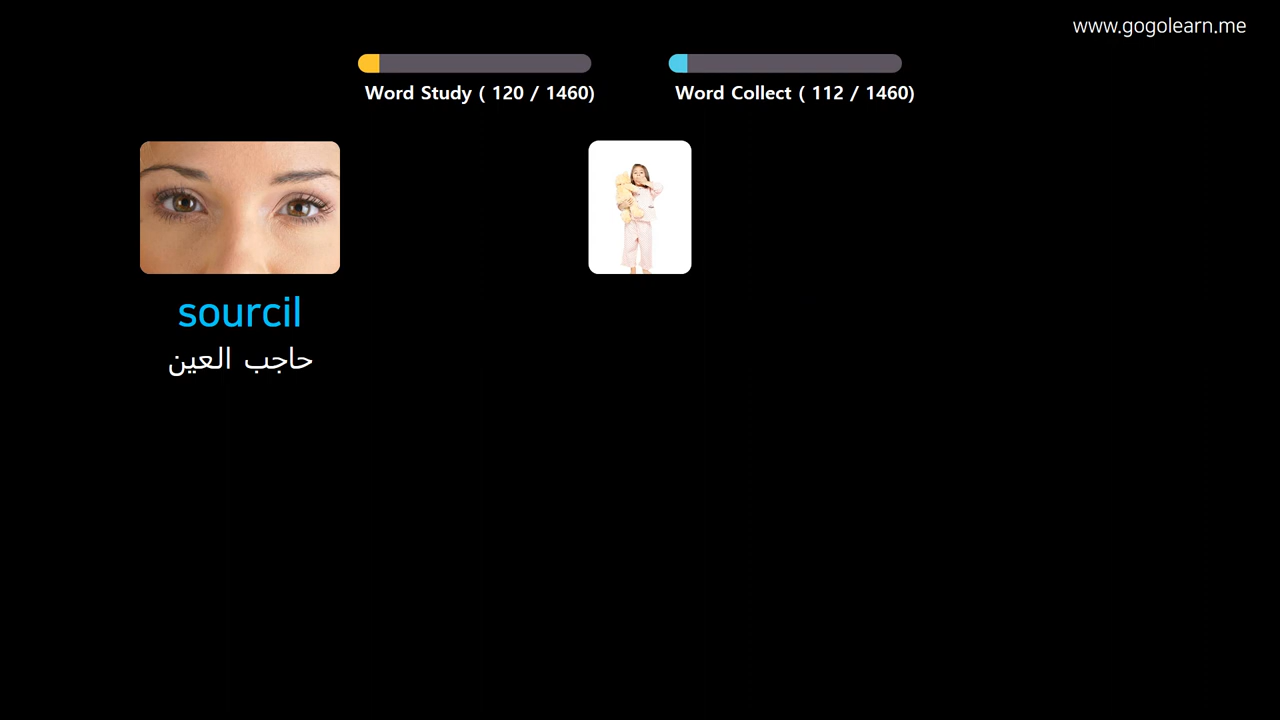 www.gogolearn.me
Word Study ( 120 / 1460)
Word Collect ( 112 / 1460)
sourcil
حاجب العين